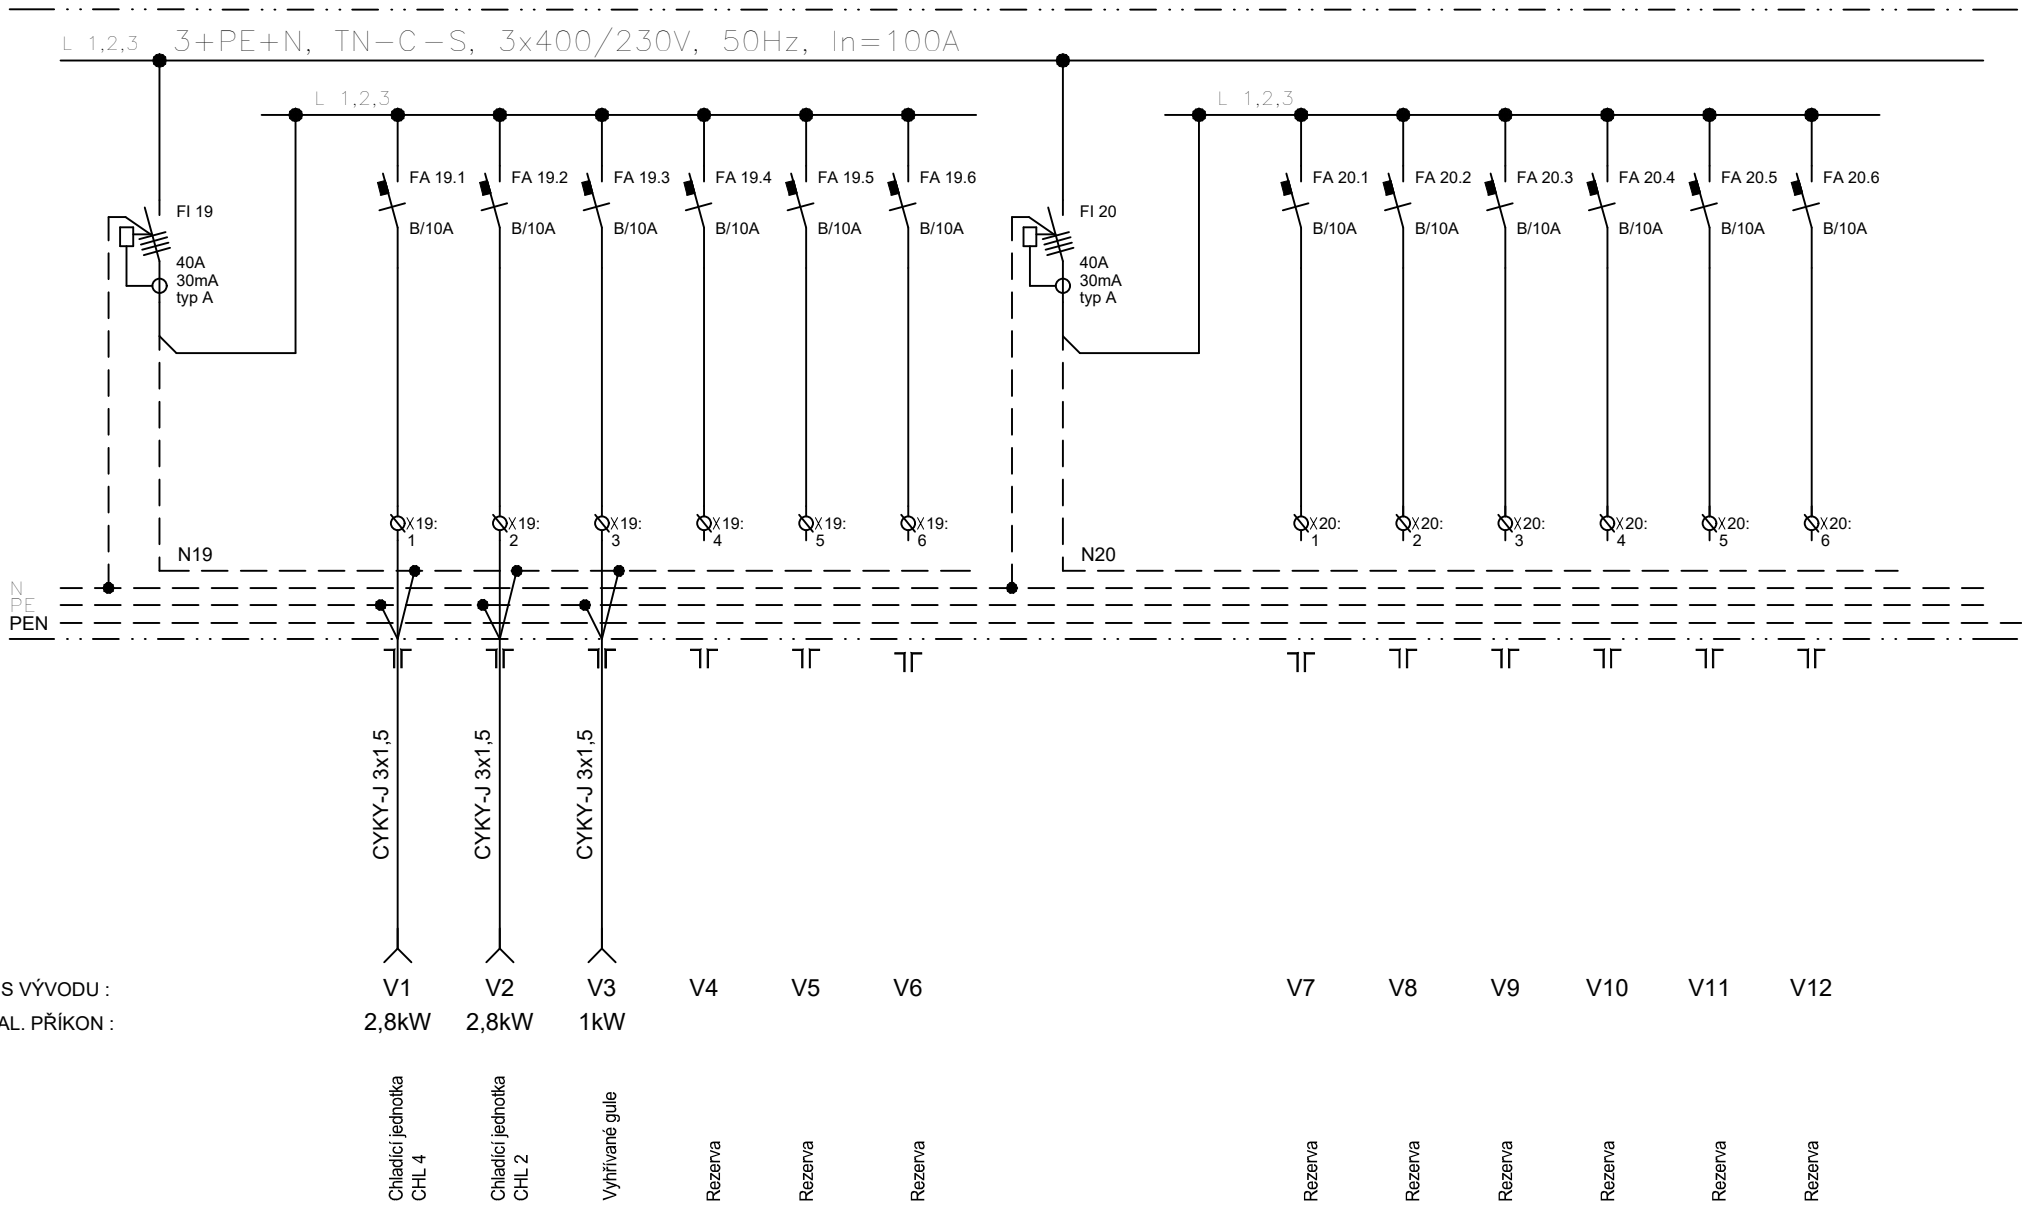 L 1,2,3 3+PE+N, TN-C-S, 3x400/230V, 50Hz, In=100A
L 1,2,3
L 1,2,3
FA 19.1
FA 19.2
FA 19.3
FA 19.4
FA 19.5
FA 19.6
FA 20.1
FA 20.2
FA 20.3
FA 20.4
FA 20.5
FA 20.6
B/10A
B/10A
B/10A
B/10A
B/10A
B/10A
B/10A
B/10A
B/10A
B/10A
B/10A
B/10A
FI 19
40A
30mA
typ A
FI 20
40A
30mA
typ A
X19:
1
X19:
2
X19:
3
X19:
4
X19:
5
X19:
6
X20:
1
X20:
2
X20:
3
X20:
4
X20:
5
X20:
6
N19
N20
N
PE
PEN
CYKY-J 3x1,5
CYKY-J 3x1,5
CYKY-J 3x1,5
S VÝVODU :
V1
V2
V3
V4
V5
V6
V7
V8
V9
V10
V11
V12
AL. PŘÍKON :
2,8kW
2,8kW
1kW
Chladící jednotka
CHL 4
Chladící jednotka
CHL 2
Vyhřívané gule
Rezerva
Rezerva
Rezerva
Rezerva
Rezerva
Rezerva
Rezerva
Rezerva
Rezerva